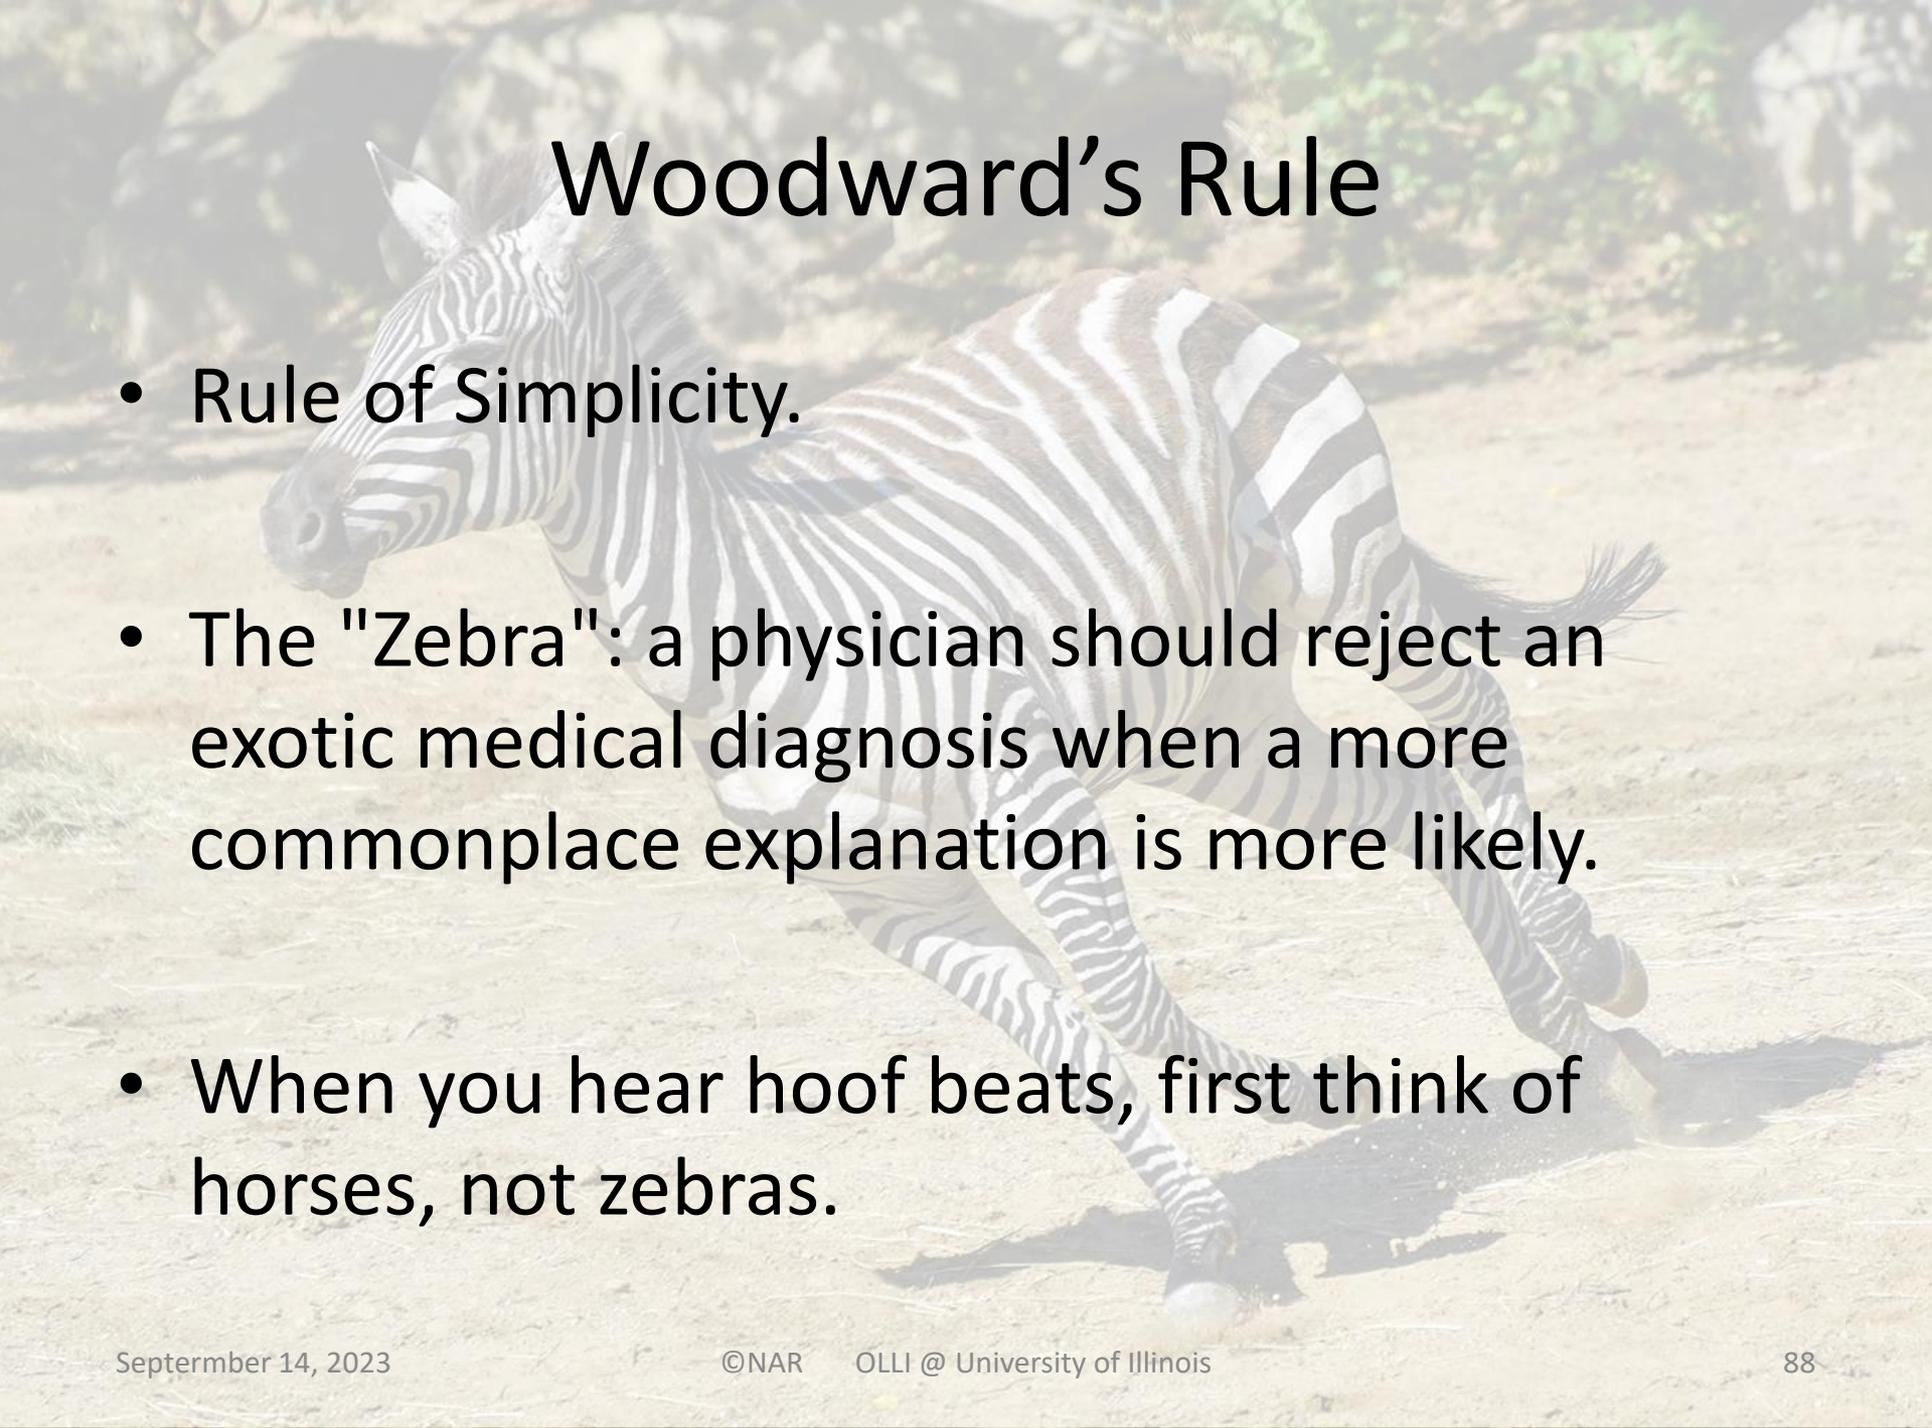 Woodward’s Rule
• Rule of Simplicity.
• The "Zebra": a physician should reject an
exotic medical diagnosis when a more
commonplace explanation is more likely.
• When you hear hoof beats, first think of
horses, not zebras.
Septermber 14, 2023 ©NAR OLLI @ University of Illinois 88